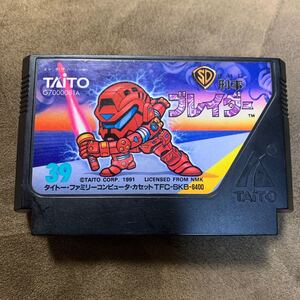 TAITO
G7000061A
SD
刑事
ブレイダー
TM
39
©TAITO CORP. 1991 LICENSED FROM NMK
タイトー・ファミリーコンピュータ・カセット TFC-SKB-6400
TAITO